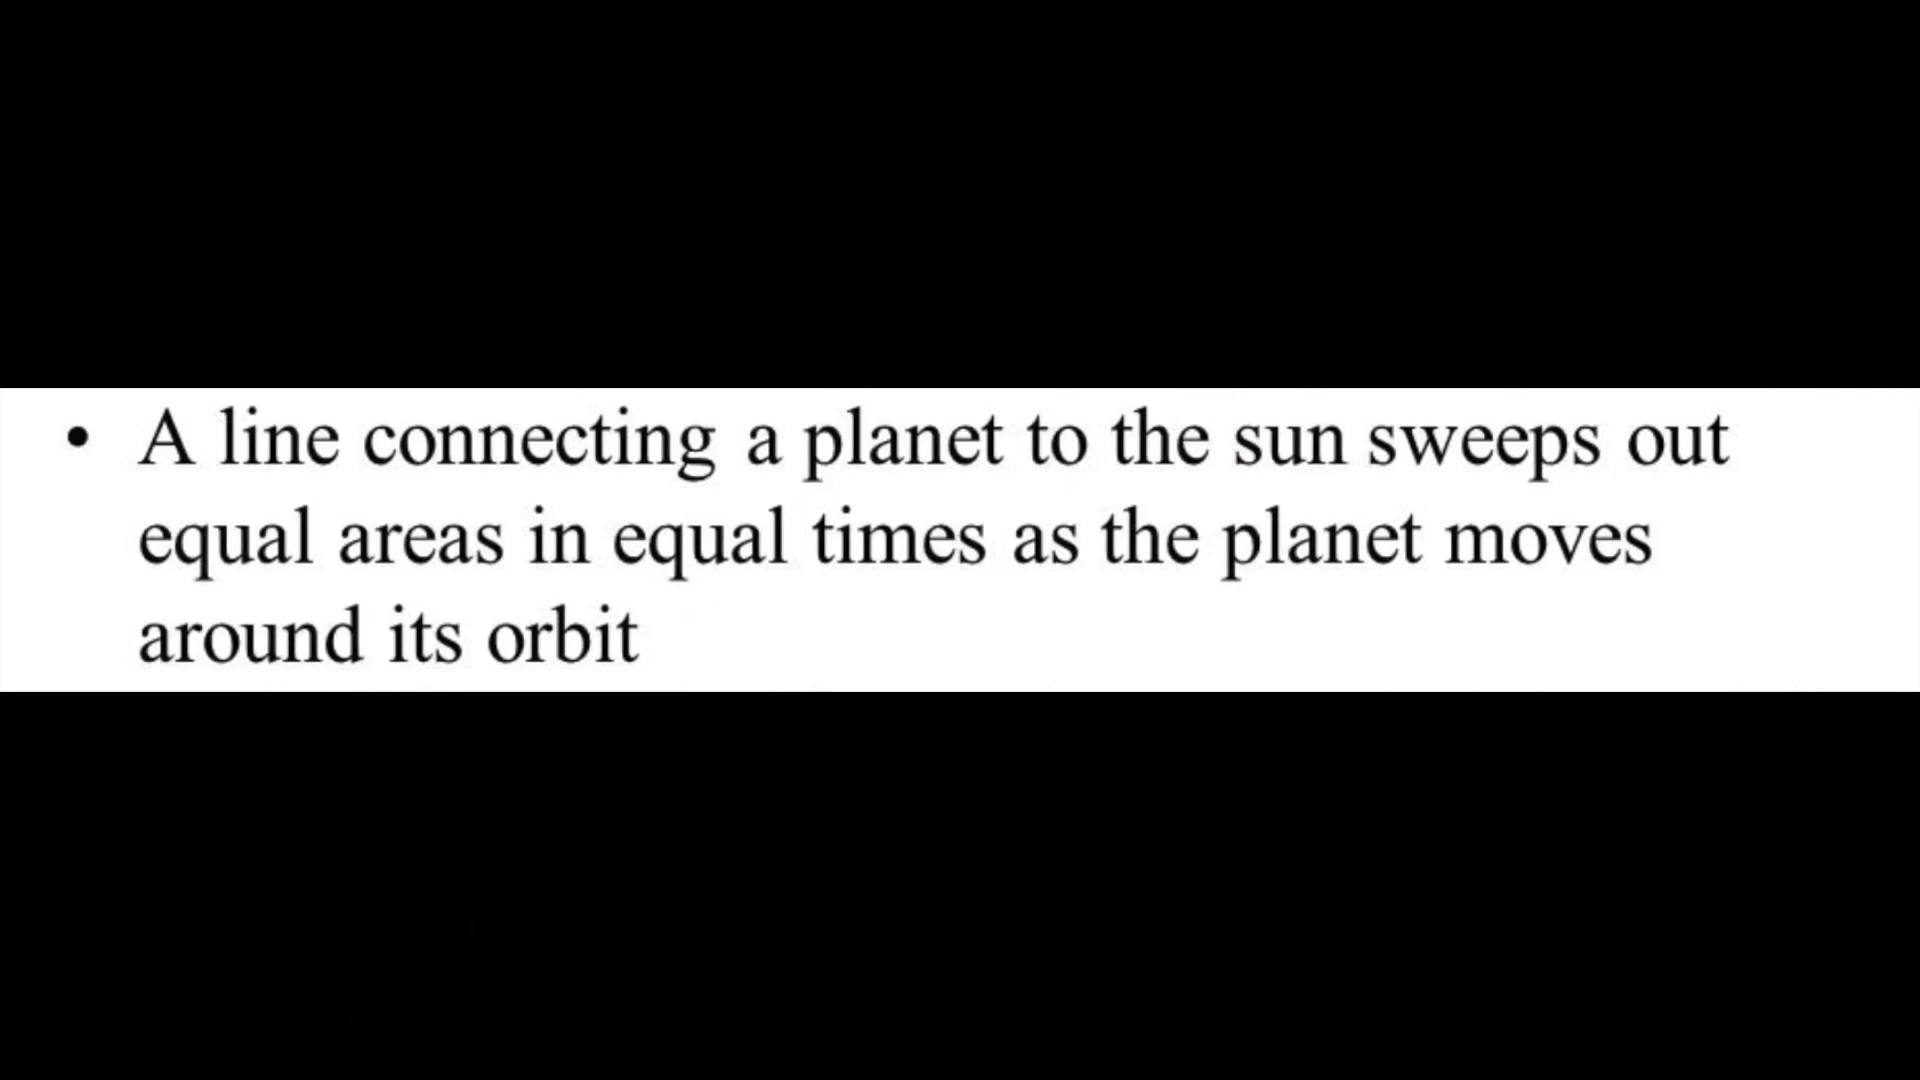 • A line connecting a planet to the sun sweeps out
equal areas in equal times as the planet moves
around its orbit